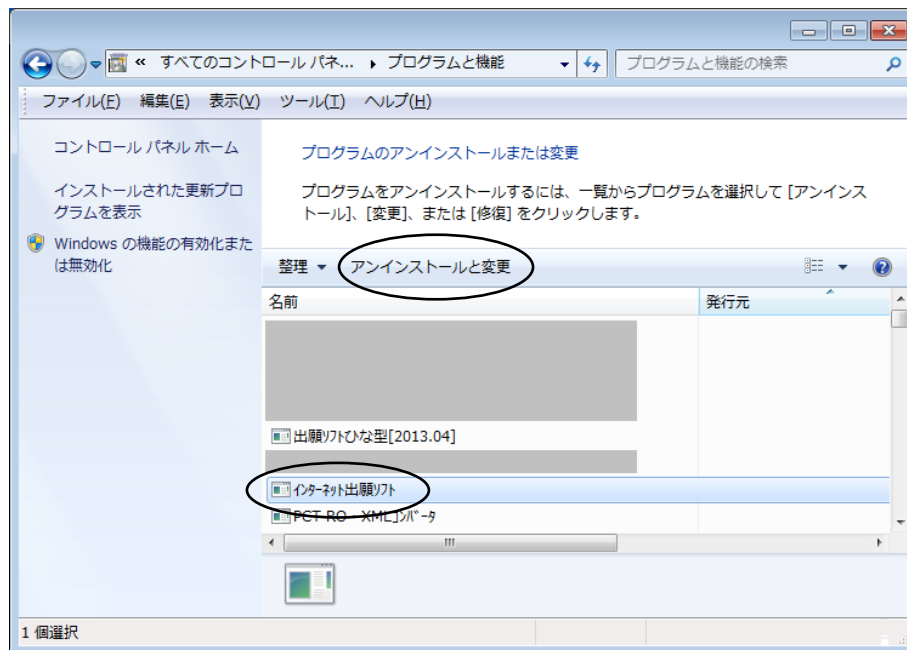 « すべてのコントロール パネ... ▸ プログラムと機能
プログラムと機能の検索
ファイル(F) 編集(E) 表示(V) ツール(T) ヘルプ(H)
コントロール パネル ホーム
インストールされた更新プロ
グラムを表示
Windows の機能の有効化また
は無効化
プログラムのアンインストールまたは変更
プログラムをアンインストールするには、一覧からプログラムを選択して [アンインス
トール]、[変更]、または [修復] をクリックします。
整理 ▼ アンインストールと変更
名前 発行元
出願ｿﾌﾄひな型[2013.04]
ｲﾝﾀｰﾈｯﾄ出願ｿﾌﾄ
PCT-RO - XMLｺﾝﾊﾞｰﾀ
1 個選択